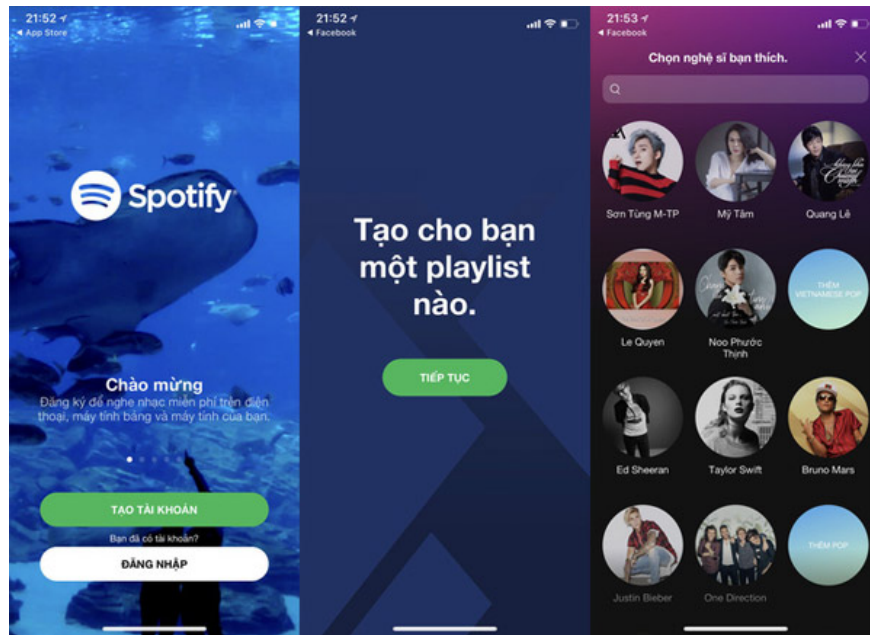 21:52
App Store
Spotify
Chào mừng
Đăng ký để nghe nhạc miễn phí trên điện
thoại, máy tính bảng và máy tính của bạn.
TẠO TÀI KHOẢN
Bạn đã có tài khoản?
ĐĂNG NHẬP
21:52
Facebook
Tạo cho bạn
một playlist
nào.
TIẾP TỤC
21:53
Facebook
Chọn nghệ sĩ bạn thích.
Sơn Tùng M-TP
Mỹ Tâm
Quang Lê
Le Quyen
Noo Phước
Thịnh
THÊM
VIETNAMESE POP
Ed Sheeran
Taylor Swift
Bruno Mars
Justin Bieber
One Direction
THÊM POP